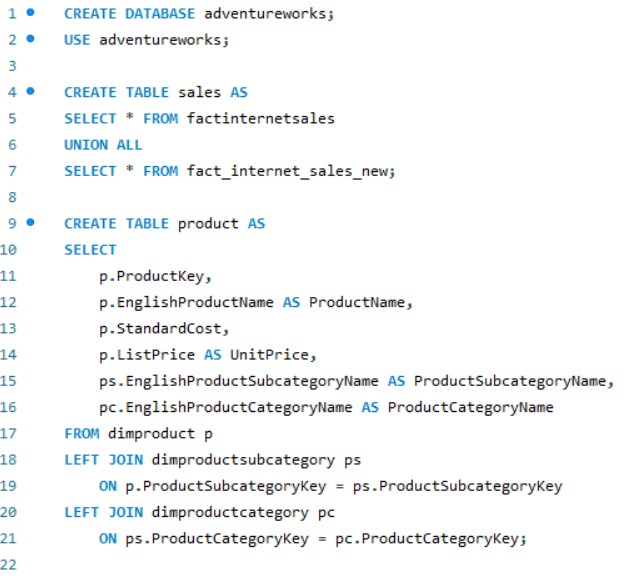 1 CREATE DATABASE adventureworks;
2 USE adventureworks;
3
4 CREATE TABLE sales AS
5 SELECT * FROM factinternetsales
6 UNION ALL
7 SELECT * FROM fact_internet_sales_new;
8
9 CREATE TABLE product AS
10 SELECT
11 p.ProductKey,
12 p.EnglishProductName AS ProductName,
13 p.StandardCost,
14 p.ListPrice AS UnitPrice,
15 ps.EnglishProductSubcategoryName AS ProductSubcategoryName,
16 pc.EnglishProductCategoryName AS ProductCategoryName
17 FROM dimproduct p
18 LEFT JOIN dimproductsubcategory ps
19 ON p.ProductSubcategoryKey = ps.ProductSubcategoryKey
20 LEFT JOIN dimproductcategory pc
21 ON ps.ProductCategoryKey = pc.ProductCategoryKey;
22